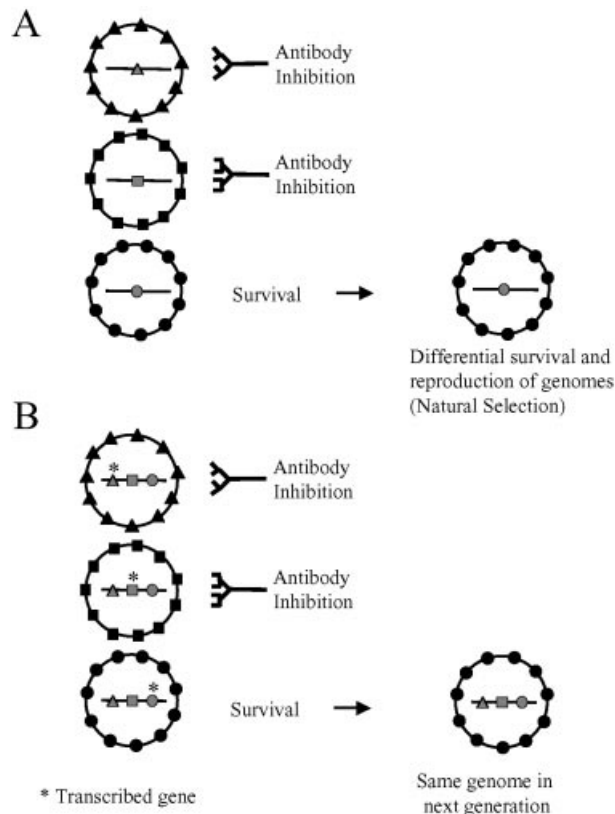 A
Antibody
Inhibition
Antibody
Inhibition
Survival
Differential survival and
reproduction of genomes
(Natural Selection)
B
*
Antibody
Inhibition
*
Antibody
Inhibition
*
Survival
* Transcribed gene
Same genome in
next generation